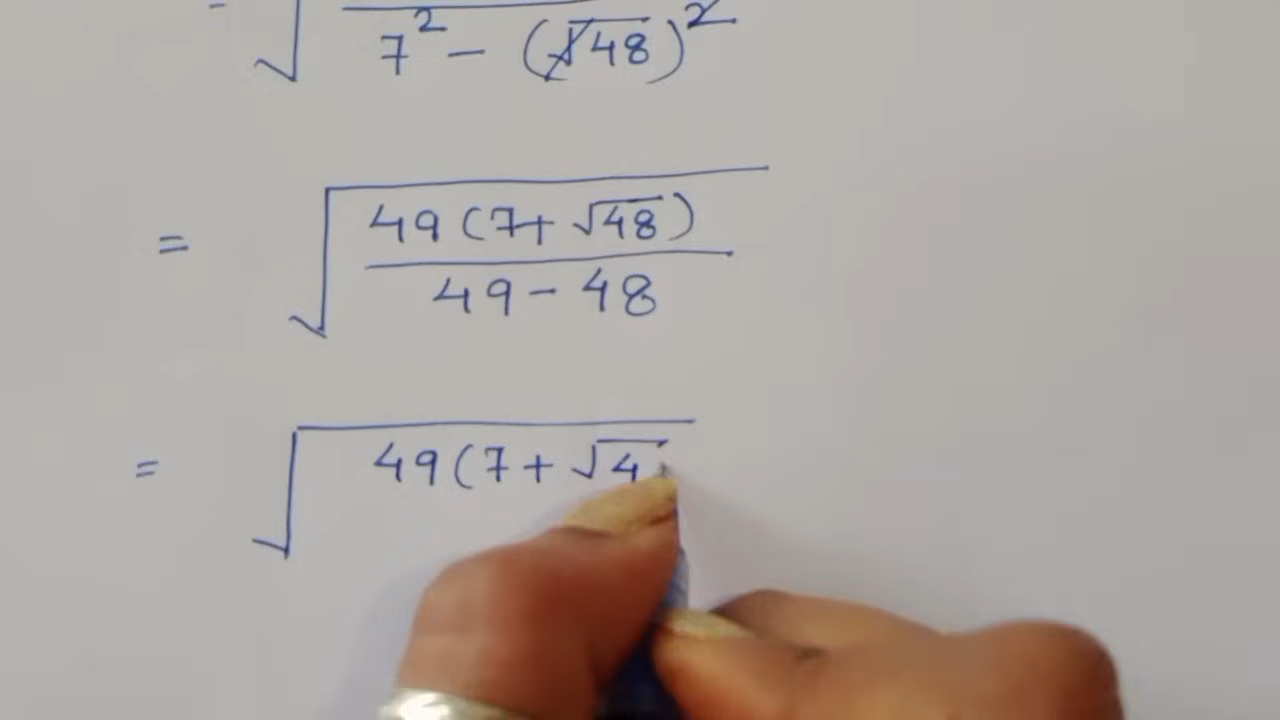 7² - (√48)²
= √ 49 (7+ √48)
49 - 48
= √ 49 (7 + √4